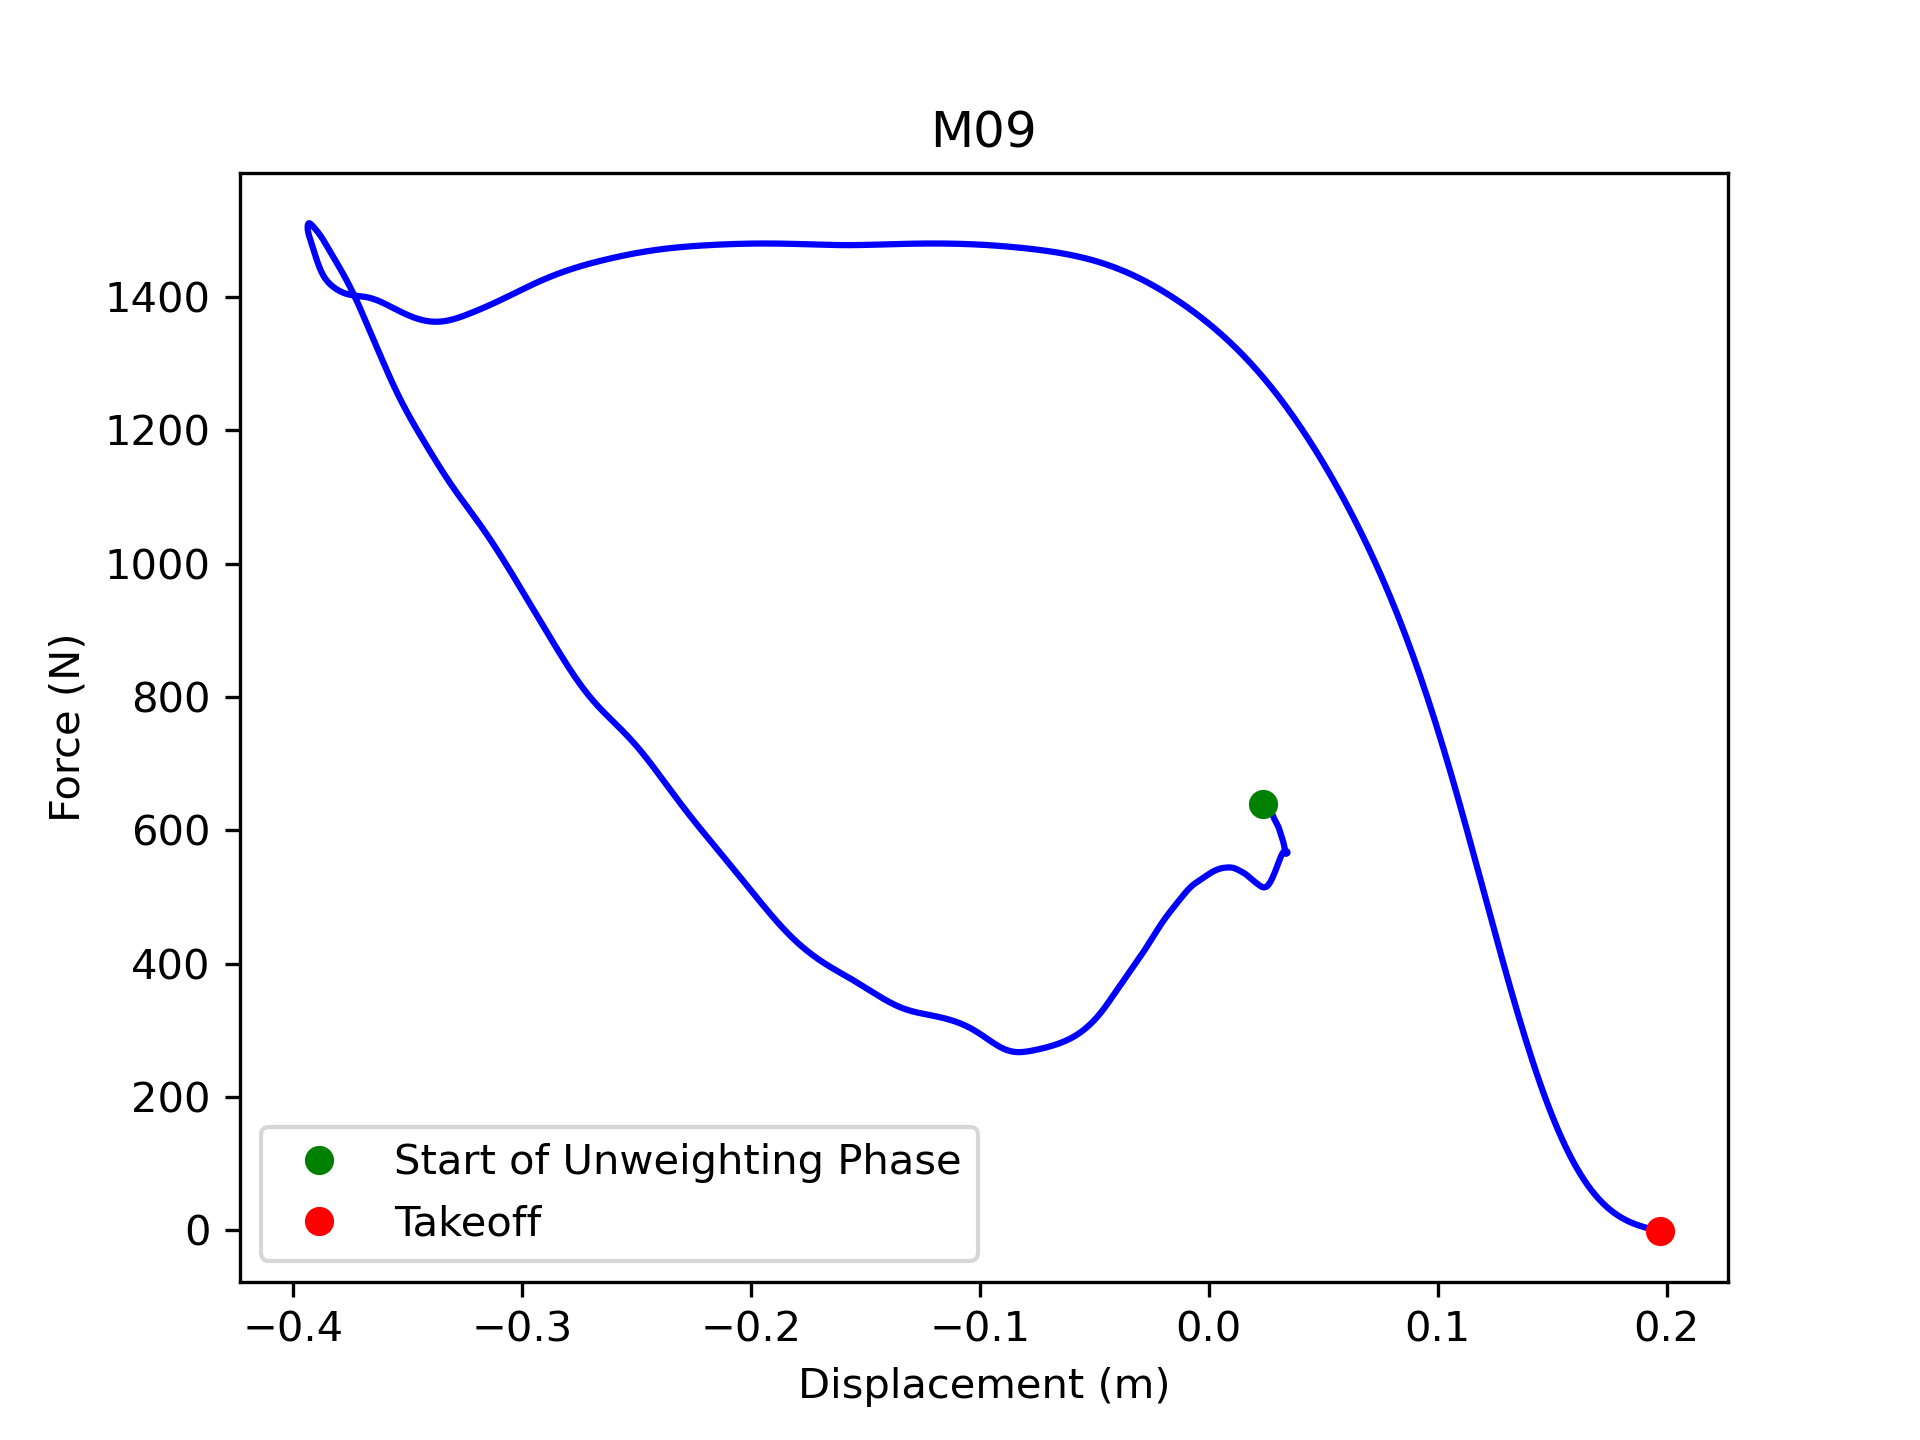 M09
Force (N)
1400
1200
1000
800
600
400
200
0
Start of Unweighting Phase
Takeoff
−0.4 −0.3 −0.2 −0.1 0.0 0.1 0.2
Displacement (m)